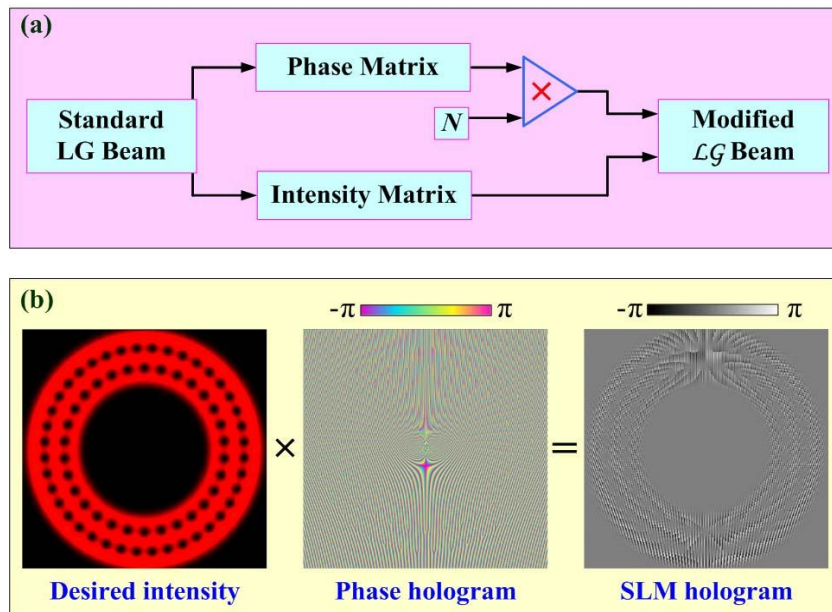 (a)
Phase Matrix
Standard
LG Beam
N
×
Modified
ℒ𝒢 Beam
Intensity Matrix
(b)
-π π
-π π
× =
Desired intensity
Phase hologram
SLM hologram